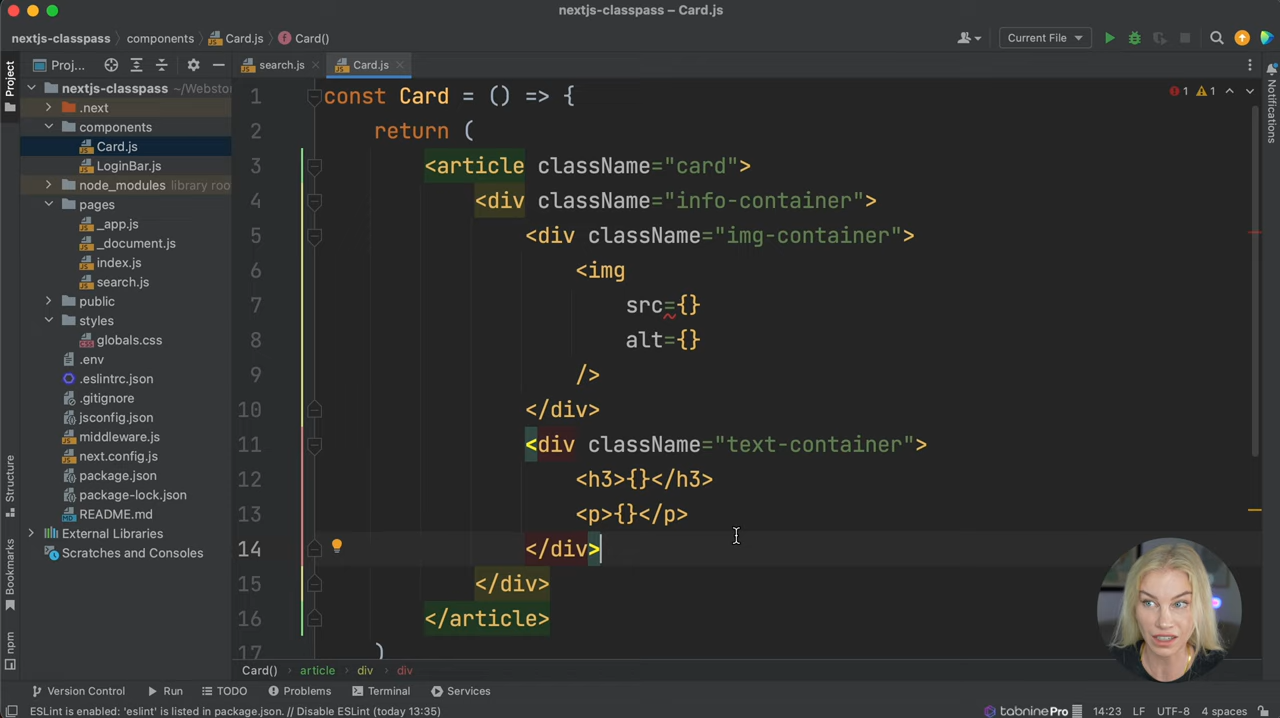 nextjs-classpass – Card.js
nextjs-classpass
components
Card.js
Card()
Current File
Project
Proj...
search.js
Card.js
nextjs-classpass ~/Websto
.next
components
Card.js
LoginBar.js
node_modules library roo
pages
_app.js
_document.js
index.js
search.js
public
styles
globals.css
.env
.eslintrc.json
.gitignore
jsconfig.json
middleware.js
next.config.js
package.json
package-lock.json
README.md
External Libraries
Scratches and Consoles
Structure
Bookmarks
npm
1 const Card = () => {
2 return (
3 <article className="card">
4 <div className="info-container">
5 <div className="img-container">
6 <img
7 src={}
8 alt={}
9 />
10 </div>
11 <div className="text-container">
12 <h3>{}</h3>
13 <p>{}</p>
14 </div>
15 </div>
16 </article>
17 )
1 1
Notifications
Card() article div div
Version Control Run TODO Problems Terminal Services
ESLint is enabled: 'eslint' is listed in package.json. // Disable ESLint (today 13:35)
tabnine Pro 14:23 LF UTF-8 4 spaces